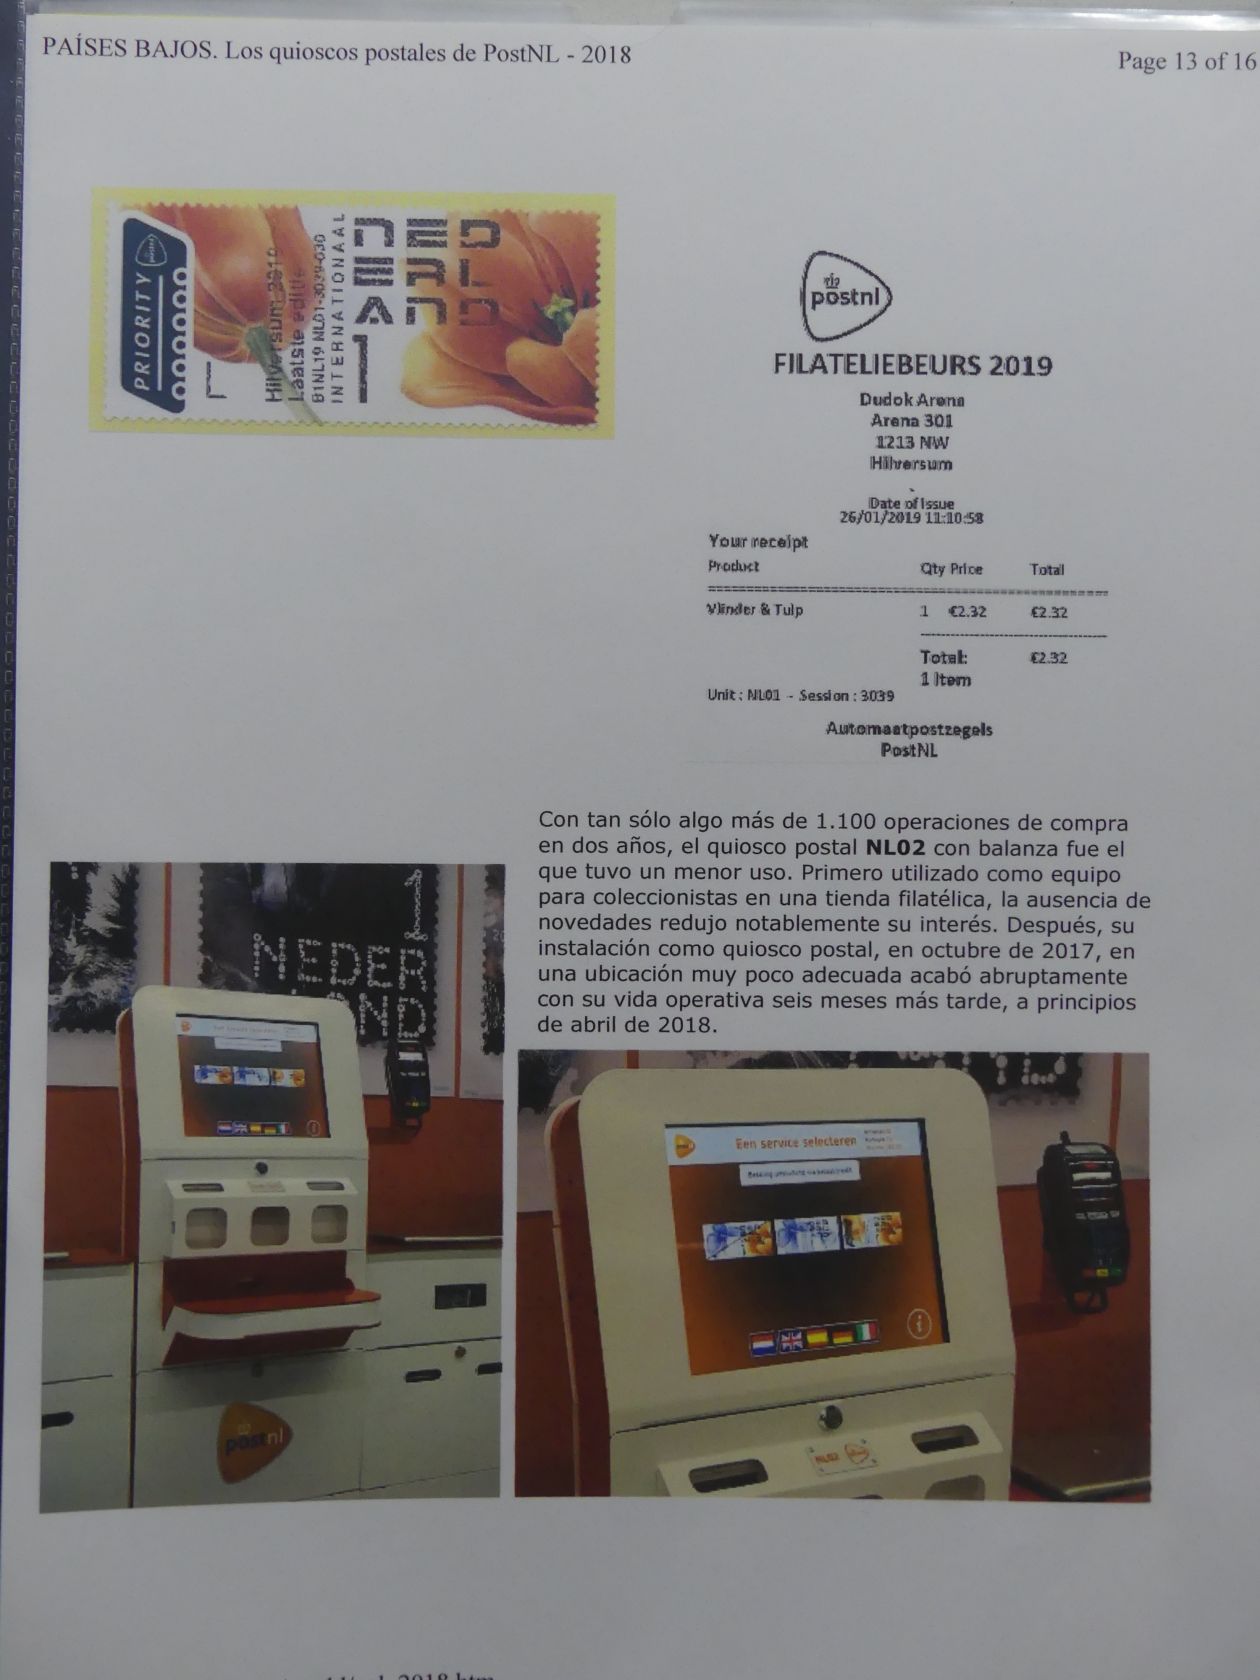 PAÍSES BAJOS. Los quioscos postales de PostNL - 2018
Page 13 of 16
PRIORITY
postnl
L
Hilversum 2019
Laatste editie
B1NL19 NL01-3039-030
INTERNATIONAAL
1
NED
ERL
AND
postnl
FILATELIEBEURS 2019
Dudok Arena
Arena 301
1213 NW
Hilversum
Date of Issue
26/01/2019 11:10:58
Your receipt
Product Qty Price Total
Vlinder & Tulp 1 €2.32 €2.32
Total: €2.32
1 Item
Unit : NL01 - Session : 3039
Automaatpostzegels
PostNL
Con tan sólo algo más de 1.100 operaciones de compra
en dos años, el quiosco postal NL02 con balanza fue el
que tuvo un menor uso. Primero utilizado como equipo
para coleccionistas en una tienda filatélica, la ausencia de
novedades redujo notablemente su interés. Después, su
instalación como quiosco postal, en octubre de 2017, en
una ubicación muy poco adecuada acabó abruptamente
con su vida operativa seis meses más tarde, a principios
de abril de 2018.
NEDER
postnl
Een service selecteren
i
NL02
postnl